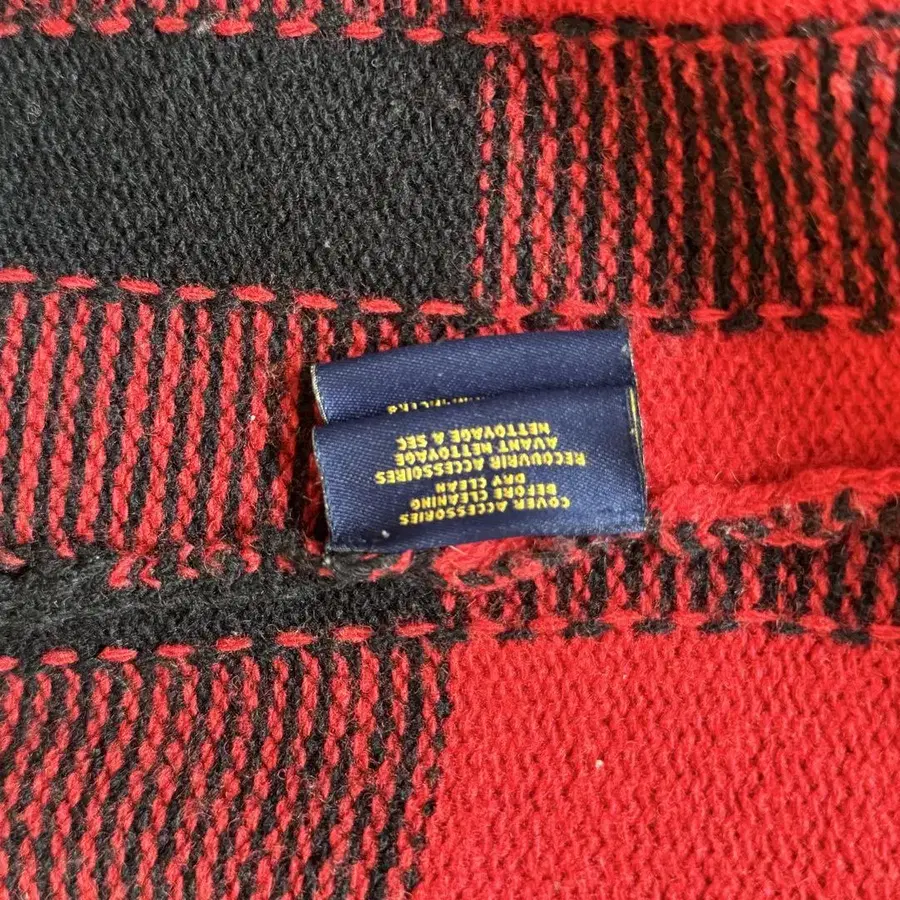 COVER ACCESSORIES
BEFORE CLEANING
DRY CLEAN
RECOUVRIR ACCESSOIRES
AVANT NETTOYAGE
NETTOYAGE A SEC